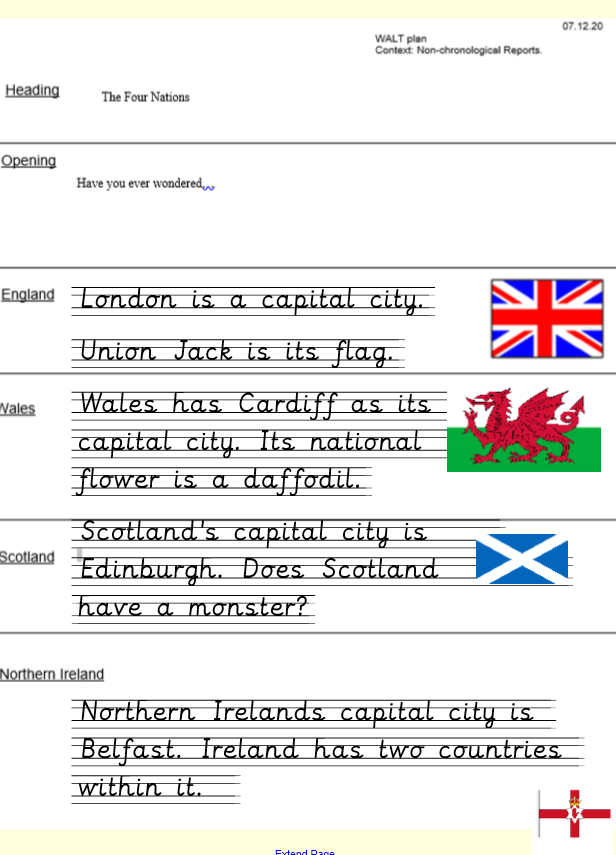 07.12.20
WALT plan
Context: Non-chronological Reports.
Heading
The Four Nations
Opening
Have you ever wondered
England
London is a capital city.
Union Jack is its flag.
Wales
Wales has Cardiff as its
capital city. Its national
flower is a daffodil.
Scotland
Scotland's capital city is
Edinburgh. Does Scotland
have a monster?
Northern Ireland
Northern Irelands capital city is
Belfast. Ireland has two countries
within it.
Extend Page